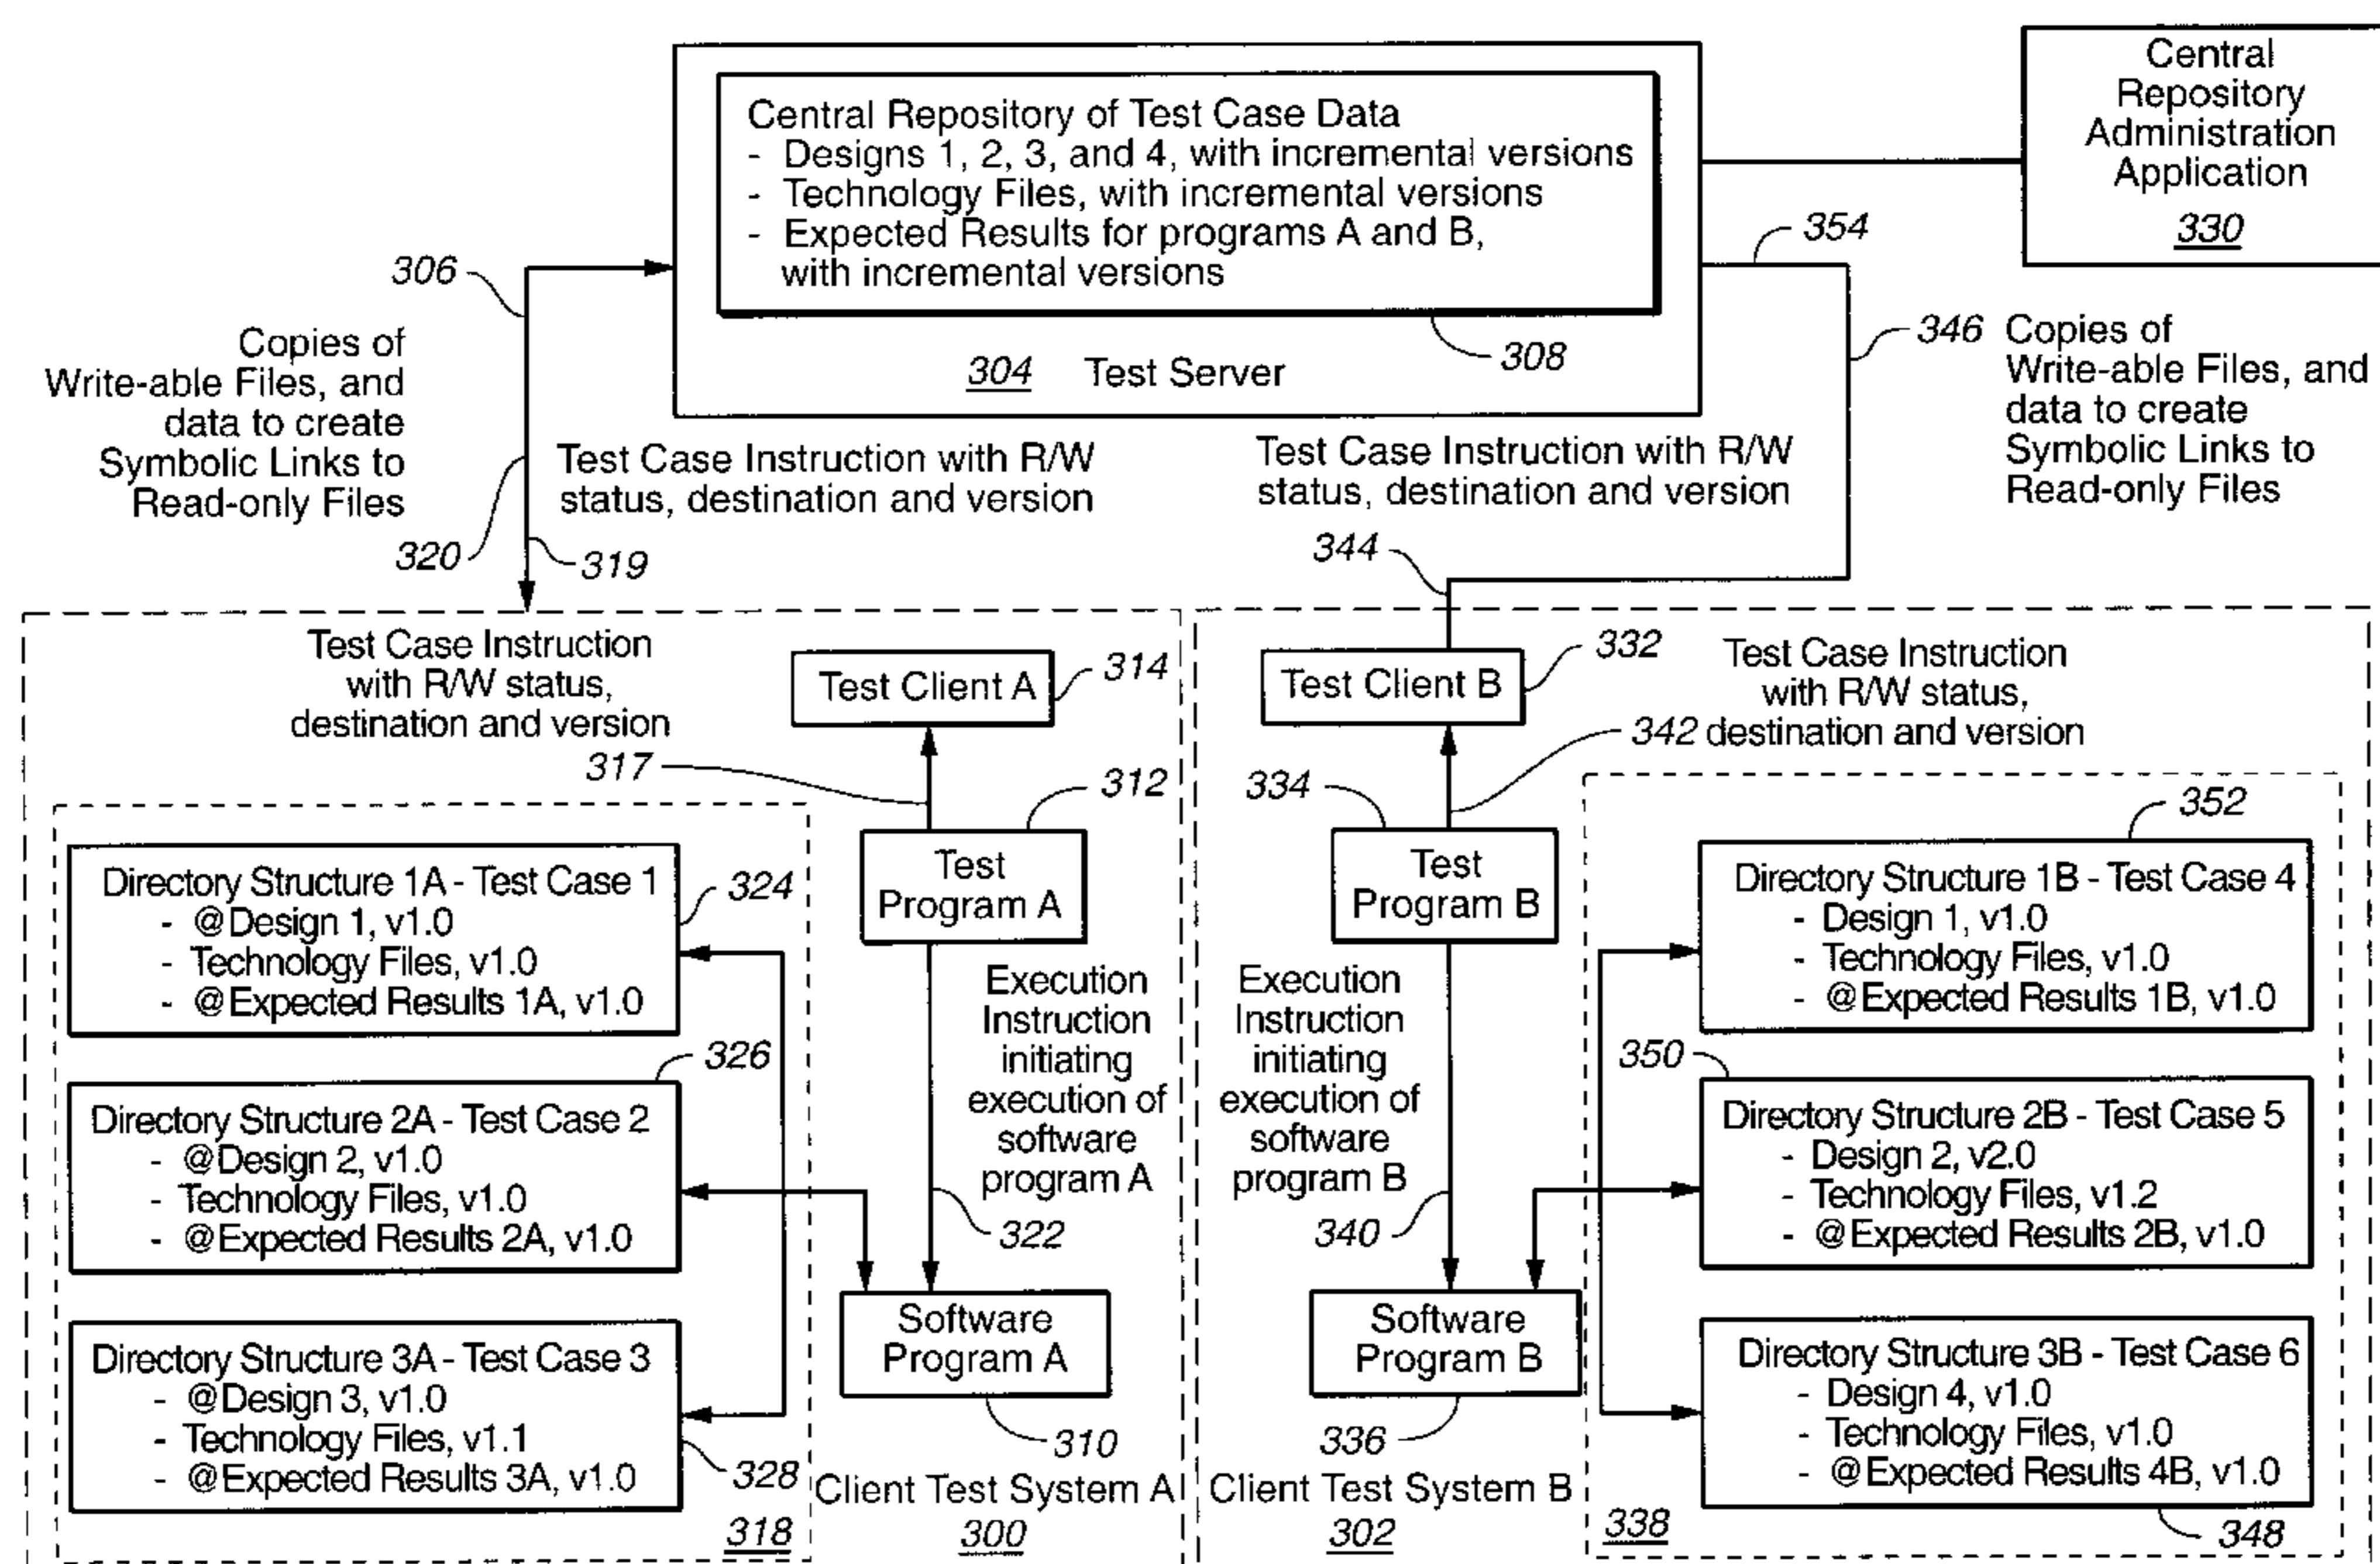 Central Repository of Test Case Data
- Designs 1, 2, 3, and 4, with incremental versions
- Technology Files, with incremental versions
- Expected Results for programs A and B,
with incremental versions
308
304 Test Server
Central
Repository
Administration
Application
330
354
306
Copies of
Write-able Files, and
data to create
Symbolic Links to
Read-only Files
320
319
Test Case Instruction with R/W
status, destination and version
Test Case Instruction with R/W
status, destination and version
344
346
Copies of
Write-able Files, and
data to create
Symbolic Links to
Read-only Files
Test Case Instruction
with R/W status,
destination and version
317
Test Client A
314
312
Test
Program A
Directory Structure 1A - Test Case 1
- @Design 1, v1.0
- Technology Files, v1.0
- @Expected Results 1A, v1.0
324
326
Directory Structure 2A - Test Case 2
- @Design 2, v1.0
- Technology Files, v1.0
- @Expected Results 2A, v1.0
Directory Structure 3A - Test Case 3
- @Design 3, v1.0
- Technology Files, v1.1
- @Expected Results 3A, v1.0
328
318
Execution
Instruction
initiating
execution of
software
program A
322
Software
Program A
310
Client Test System A
300
Test Client B
332
Test Case Instruction
with R/W status,
destination and version
342
334
Test
Program B
Execution
Instruction
initiating
execution of
software
program B
340
Software
Program B
336
Client Test System B
302
352
Directory Structure 1B - Test Case 4
- Design 1, v1.0
- Technology Files, v1.0
- @Expected Results 1B, v1.0
350
Directory Structure 2B - Test Case 5
- Design 2, v2.0
- Technology Files, v1.2
- @Expected Results 2B, v1.0
Directory Structure 3B - Test Case 6
- Design 4, v1.0
- Technology Files, v1.0
- @Expected Results 4B, v1.0
338
348